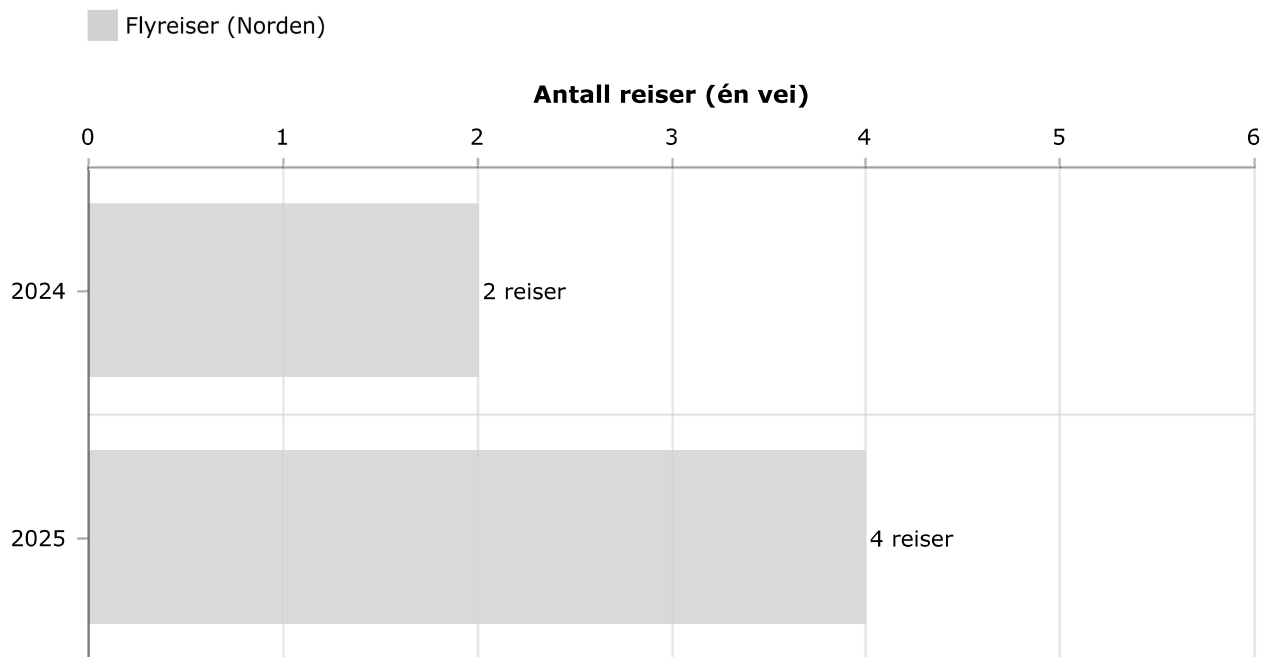 Flyreiser (Norden)
Antall reiser (én vei)
0 1 2 3 4 5 6
2024 2 reiser
2025 4 reiser